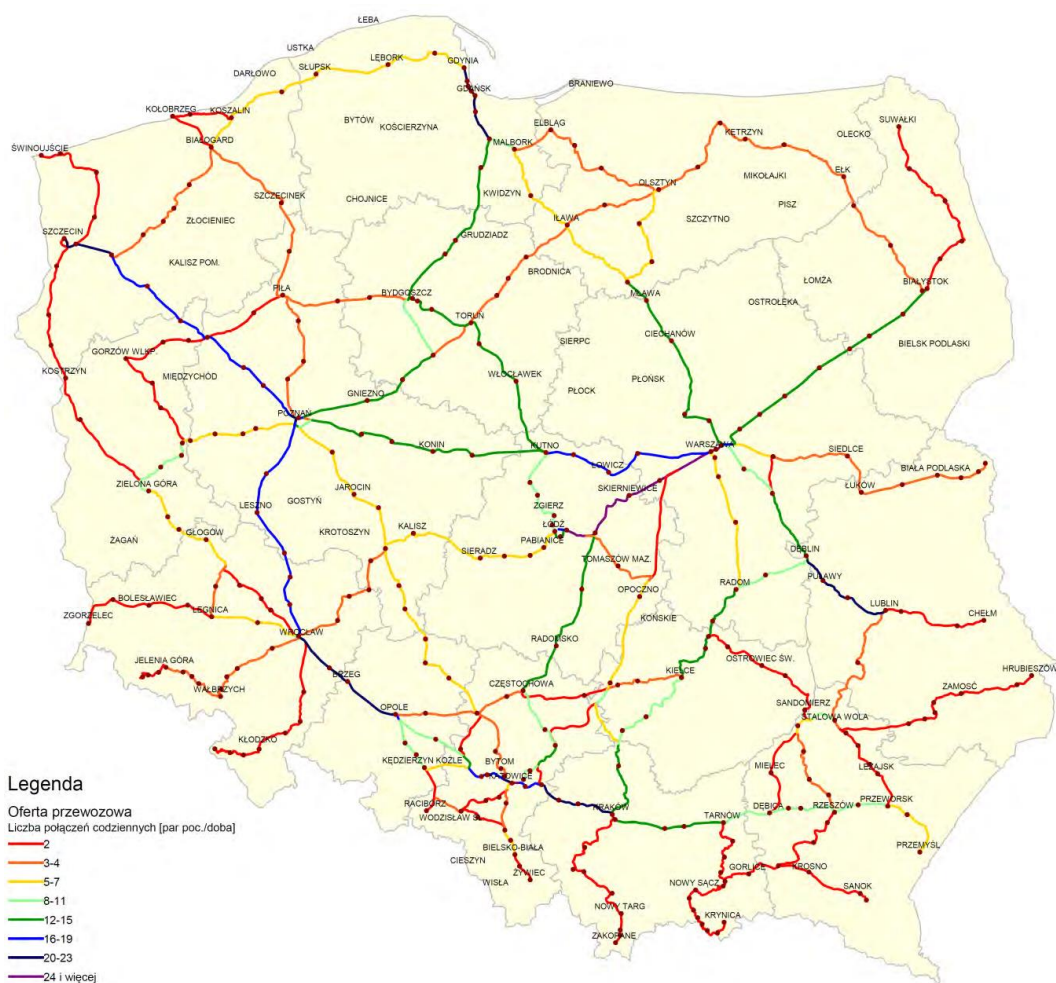 ŁEBA
USTKA
DARŁOWO
SŁUPSK
LĘBORK
GDYNIA
GDAŃSK
BRANIEWO
KOŁOBRZEG
KOSZALIN
BYTÓW
KOŚCIERZYNA
ELBLĄG
KĘTRZYN
OLECKO
SUWAŁKI
BIAŁOGARD
MALBORK
ŚWINOUJŚCIE
SZCZECINEK
KWIDZYN
OLSZTYN
MIKOŁAJKI
EŁK
PISZ
ZŁOCIENIEC
CHOJNICE
IŁAWA
SZCZYTNO
SZCZECIN
GRUDZIADZ
KALISZ POM.
BRODNICA
ŁOMŻA
PIŁA
BYDGOSZCZ
MŁAWA
OSTROŁĘKA
BIAŁYSTOK
TORUŃ
CIECHANÓW
SIERPC
BIELSK PODLASKI
GORZÓW WLKP.
MIĘDZYCHÓD
WŁOCŁAWEK
PŁOCK
PŁOŃSK
KOSTRZYN
GNIEZNO
POZNAŃ
KONIN
KUTNO
WARSZAWA
ŁOWICZ
SIEDLCE
BIAŁA PODLASKA
ŁUKÓW
ZIELONA GÓRA
LESZNO
GOSTYŃ
JAROCIN
SKIERNIEWICE
ZGIERZ
ŁÓDŹ
PABIANICE
ŻAGAŃ
GŁOGÓW
KROTOSZYN
KALISZ
SIERADZ
TOMASZÓW MAZ.
DĘBLIN
PUŁAWY
RADOM
OPOCZNO
LUBLIN
CHEŁM
BOLESŁAWIEC
LEGNICA
ZGORZELEC
WROCŁAW
KOŃSKIE
RADOMSKO
JELENIA GÓRA
WAŁBRZYCH
BRZEG
CZĘSTOCHOWA
KIELCE
OSTROWIEC ŚW.
HRUBIESZÓW
ZAMOŚĆ
SANDOMIERZ
STALOWA WOLA
OPOLE
KŁODZKO
KĘDZIERZYN KOŹLE
BYTOM
KATOWICE
MIELEC
LEŻAJSK
RACIBÓRZ
WODZISŁAW Ś.
KRAKÓW
TARNÓW
DĘBICA
RZESZÓW
PRZEWORSK
PRZEMYŚL
CIESZYN
BIELSKO-BIAŁA
WISŁA
ŻYWIEC
GORLICE
KROSNO
NOWY SĄCZ
SANOK
NOWY TARG
KRYNICA
ZAKOPANE
Legenda
Oferta przewozowa
Liczba połączeń codziennych [par poc./doba]
2
3-4
5-7
8-11
12-15
16-19
20-23
24 i więcej